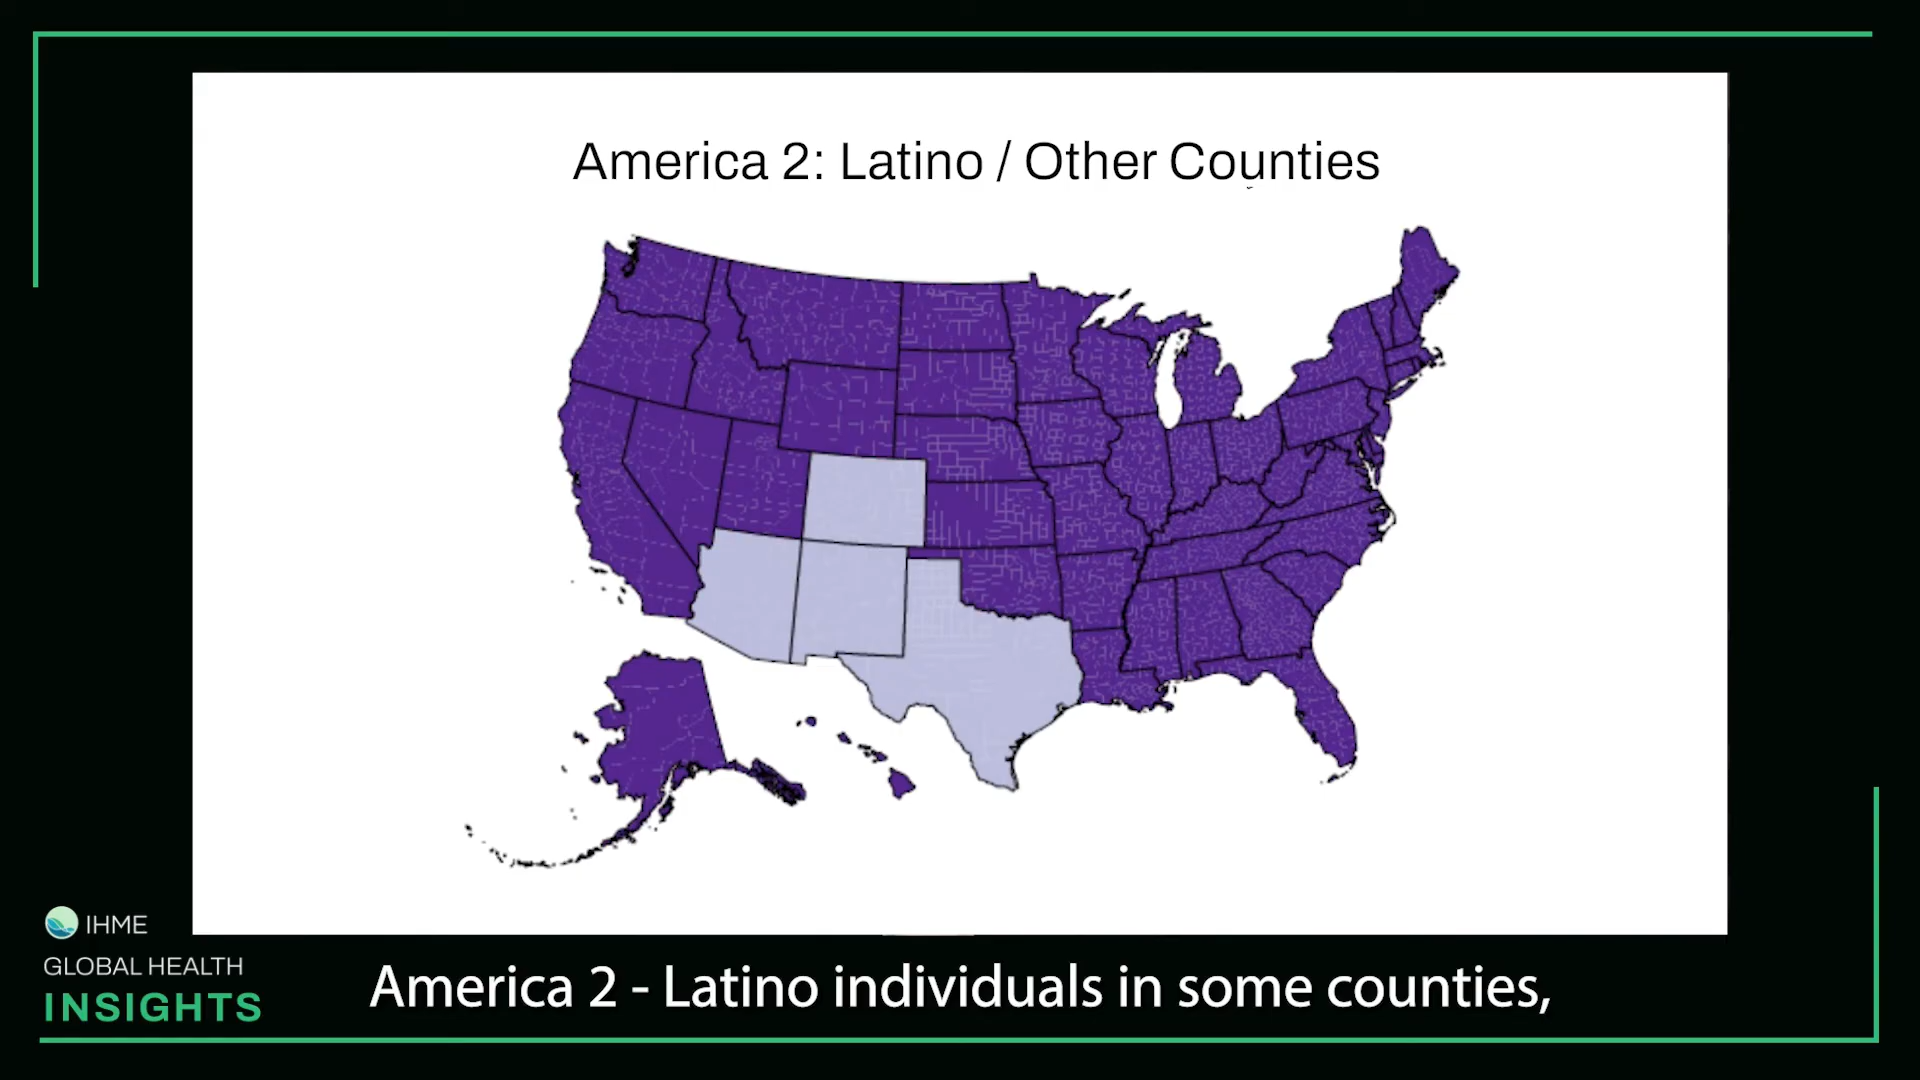 America 2: Latino / Other Counties
IHME
GLOBAL HEALTH
INSIGHTS
America 2 - Latino individuals in some counties,